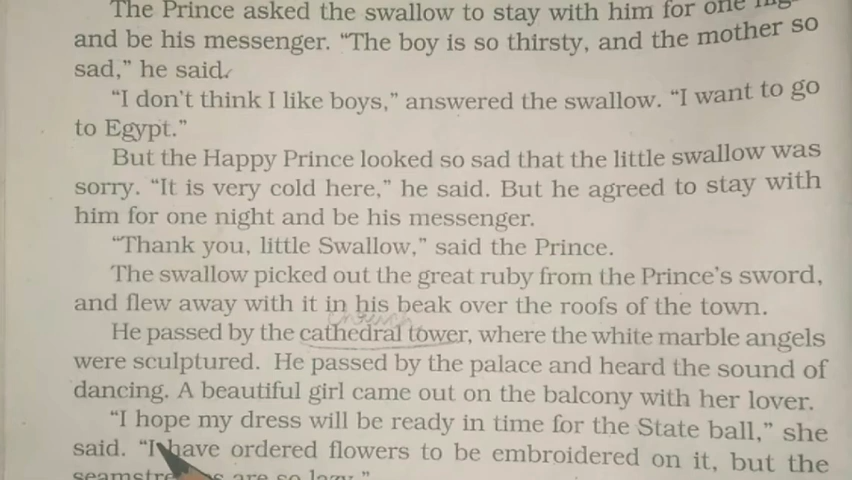 The Prince asked the swallow to stay with him for one
and be his messenger. “The boy is so thirsty, and the mother so
sad,” he said.
“I don’t think I like boys,” answered the swallow. “I want to go
to Egypt.”
But the Happy Prince looked so sad that the little swallow was
sorry. “It is very cold here,” he said. But he agreed to stay with
him for one night and be his messenger.
“Thank you, little Swallow,” said the Prince.
The swallow picked out the great ruby from the Prince’s sword,
and flew away with it in his beak over the roofs of the town.
church
He passed by the cathedral tower, where the white marble angels
were sculptured. He passed by the palace and heard the sound of
dancing. A beautiful girl came out on the balcony with her lover.
“I hope my dress will be ready in time for the State ball,” she
said. “I have ordered flowers to be embroidered on it, but the
are so lazy.”